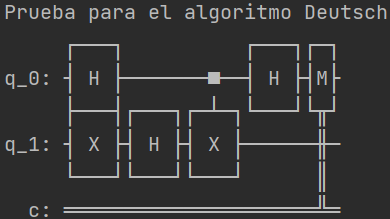 Prueba para el algoritmo Deutsch
q_0: H H M
q_1: X H X
c: